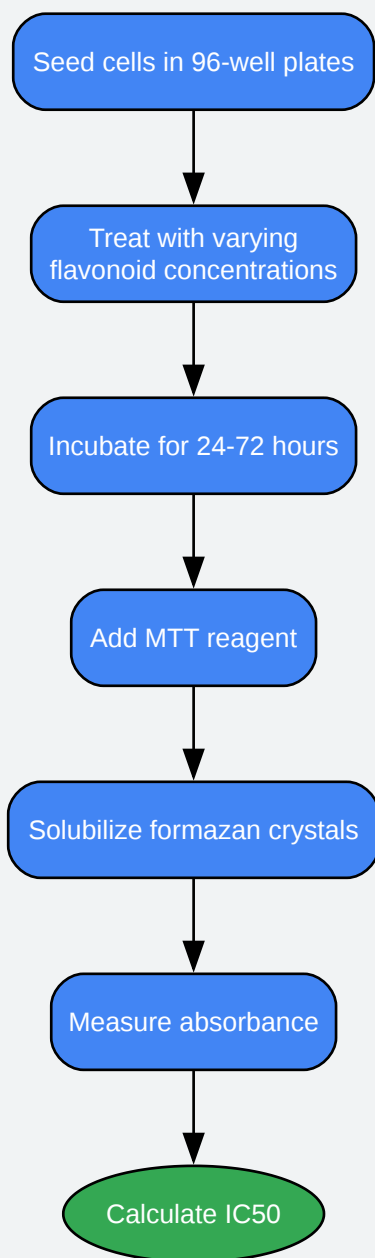 Seed cells in 96-well plates
Treat with varying
flavonoid concentrations
Incubate for 24-72 hours
Add MTT reagent
Solubilize formazan crystals
Measure absorbance
Calculate IC50